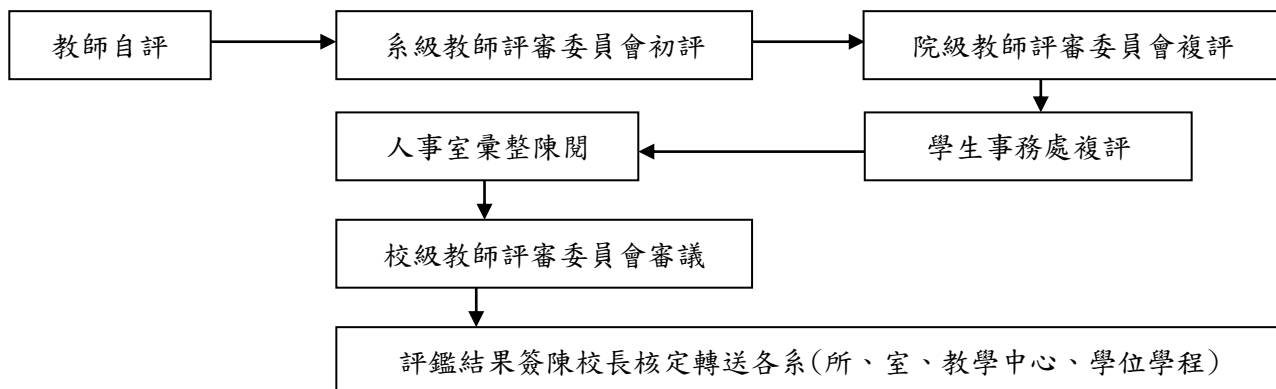 教師自評
系級教師評審委員會初評
院級教師評審委員會複評
學生事務處複評
人事室彙整陳閱
校級教師評審委員會審議
評鑑結果簽陳校長核定轉送各系(所、室、教學中心、學位學程)